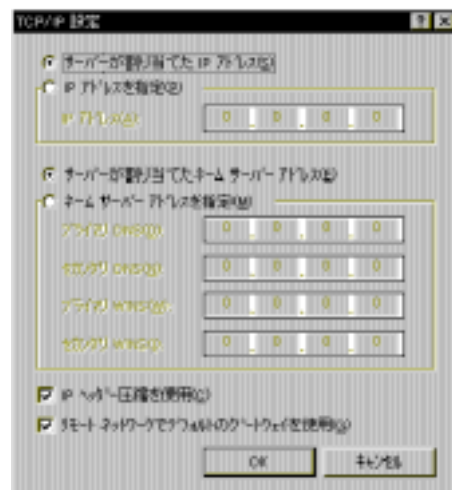 TCP/IP 設定
サーバーが割り当てた IP アドレス(S)
IP アドレスを指定(P)
IP アドレス(A):
0 . 0 . 0 . 0
サーバーが割り当てたネーム サーバー アドレス(E)
ネーム サーバー アドレスを指定(M)
プライマリ DNS(D):
0 . 0 . 0 . 0
セカンダリ DNS(N):
0 . 0 . 0 . 0
プライマリ WINS(W):
0 . 0 . 0 . 0
セカンダリ WINS(I):
0 . 0 . 0 . 0
IP ヘッダー圧縮を使用(C)
リモート ネットワークでデフォルトのゲートウェイを使用(G)
OK
キャンセル